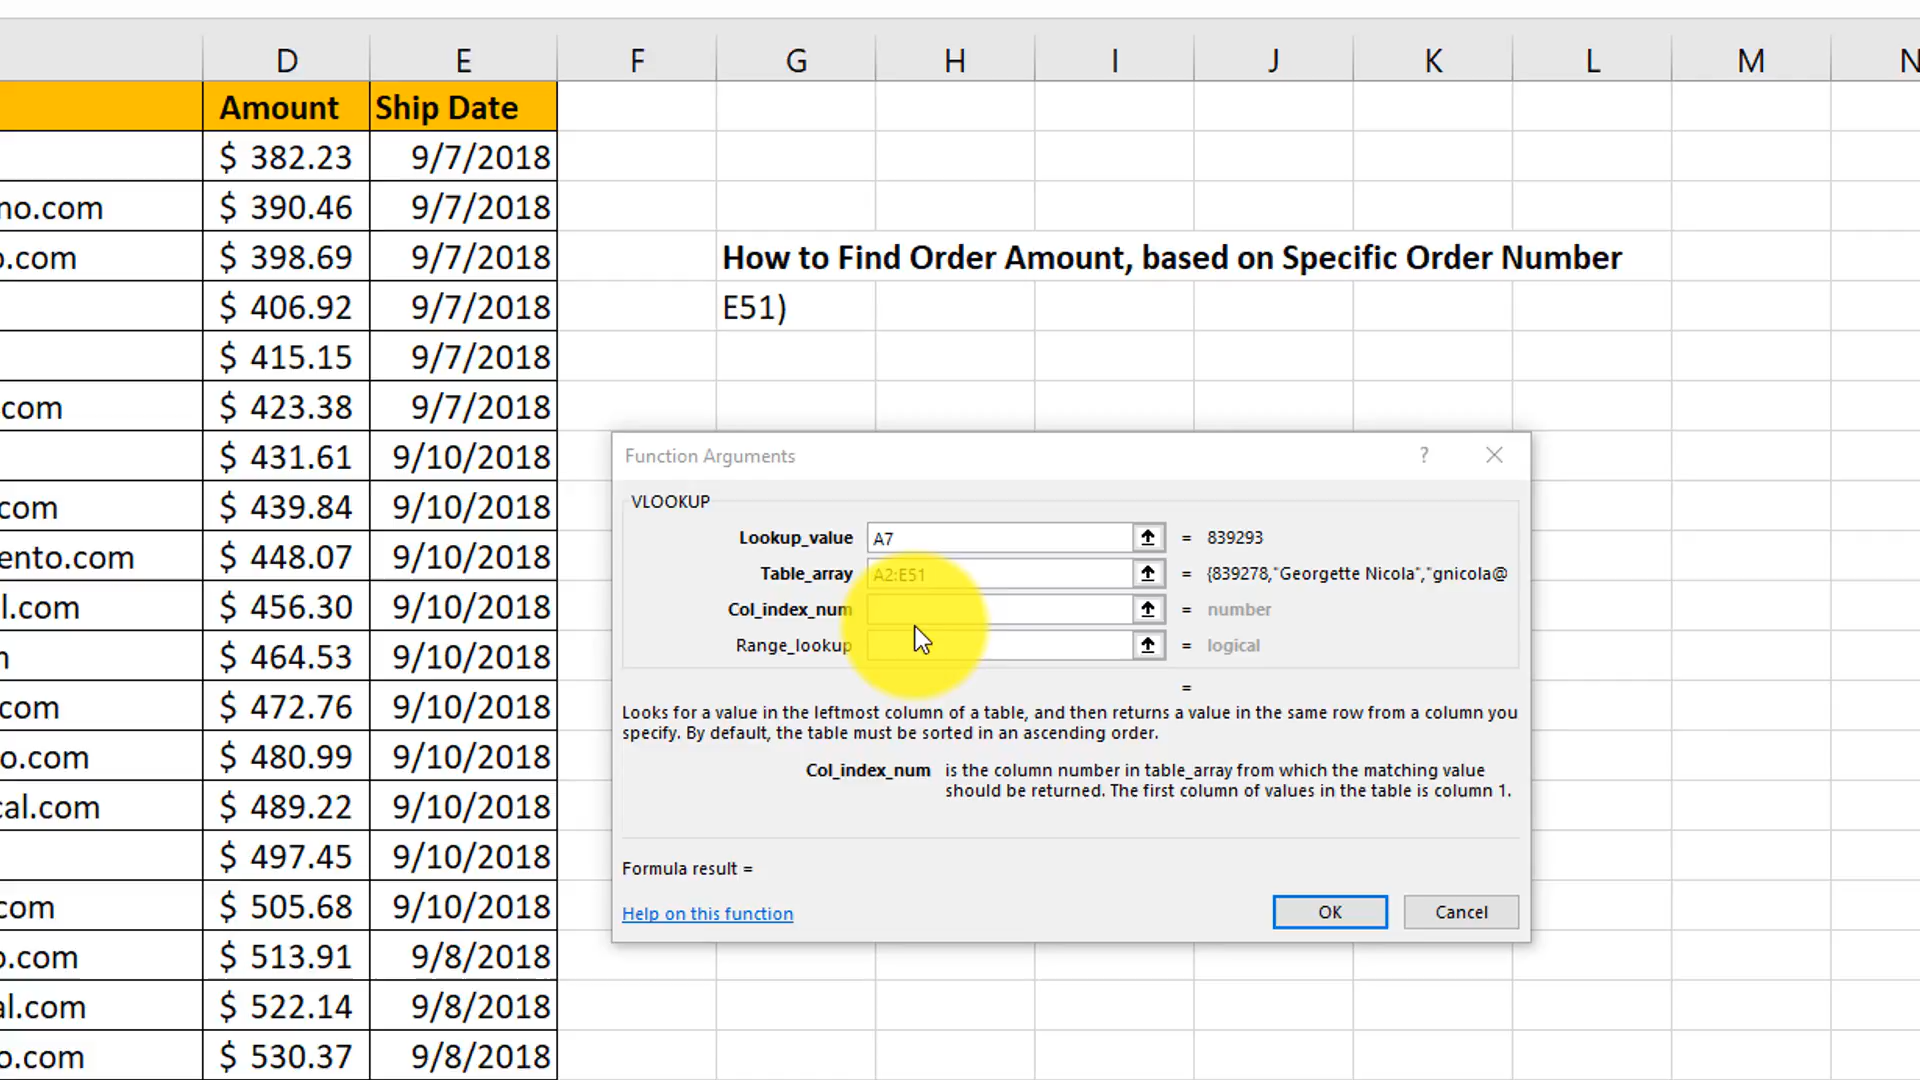 D E F G H I J K L M N
Amount Ship Date
$ 382.23 9/7/2018
no.com $ 390.46 9/7/2018
o.com $ 398.69 9/7/2018 How to Find Order Amount, based on Specific Order Number
$ 406.92 9/7/2018 E51)
$ 415.15 9/7/2018
.com $ 423.38 9/7/2018
$ 431.61 9/10/2018
.com $ 439.84 9/10/2018
ento.com $ 448.07 9/10/2018
l.com $ 456.30 9/10/2018
$ 464.53 9/10/2018
.com $ 472.76 9/10/2018
o.com $ 480.99 9/10/2018
cal.com $ 489.22 9/10/2018
$ 497.45 9/10/2018
.com $ 505.68 9/10/2018
o.com $ 513.91 9/8/2018
al.com $ 522.14 9/8/2018
o.com $ 530.37 9/8/2018
Function Arguments ?
VLOOKUP
Lookup_value A7 = 839293
Table_array A2:E51 = {839278,"Georgette Nicola","gnicola@
Col_index_num = number
Range_lookup = logical
=
Looks for a value in the leftmost column of a table, and then returns a value in the same row from a column you
specify. By default, the table must be sorted in an ascending order.
Col_index_num is the column number in table_array from which the matching value
should be returned. The first column of values in the table is column 1.
Formula result =
Help on this function OK Cancel